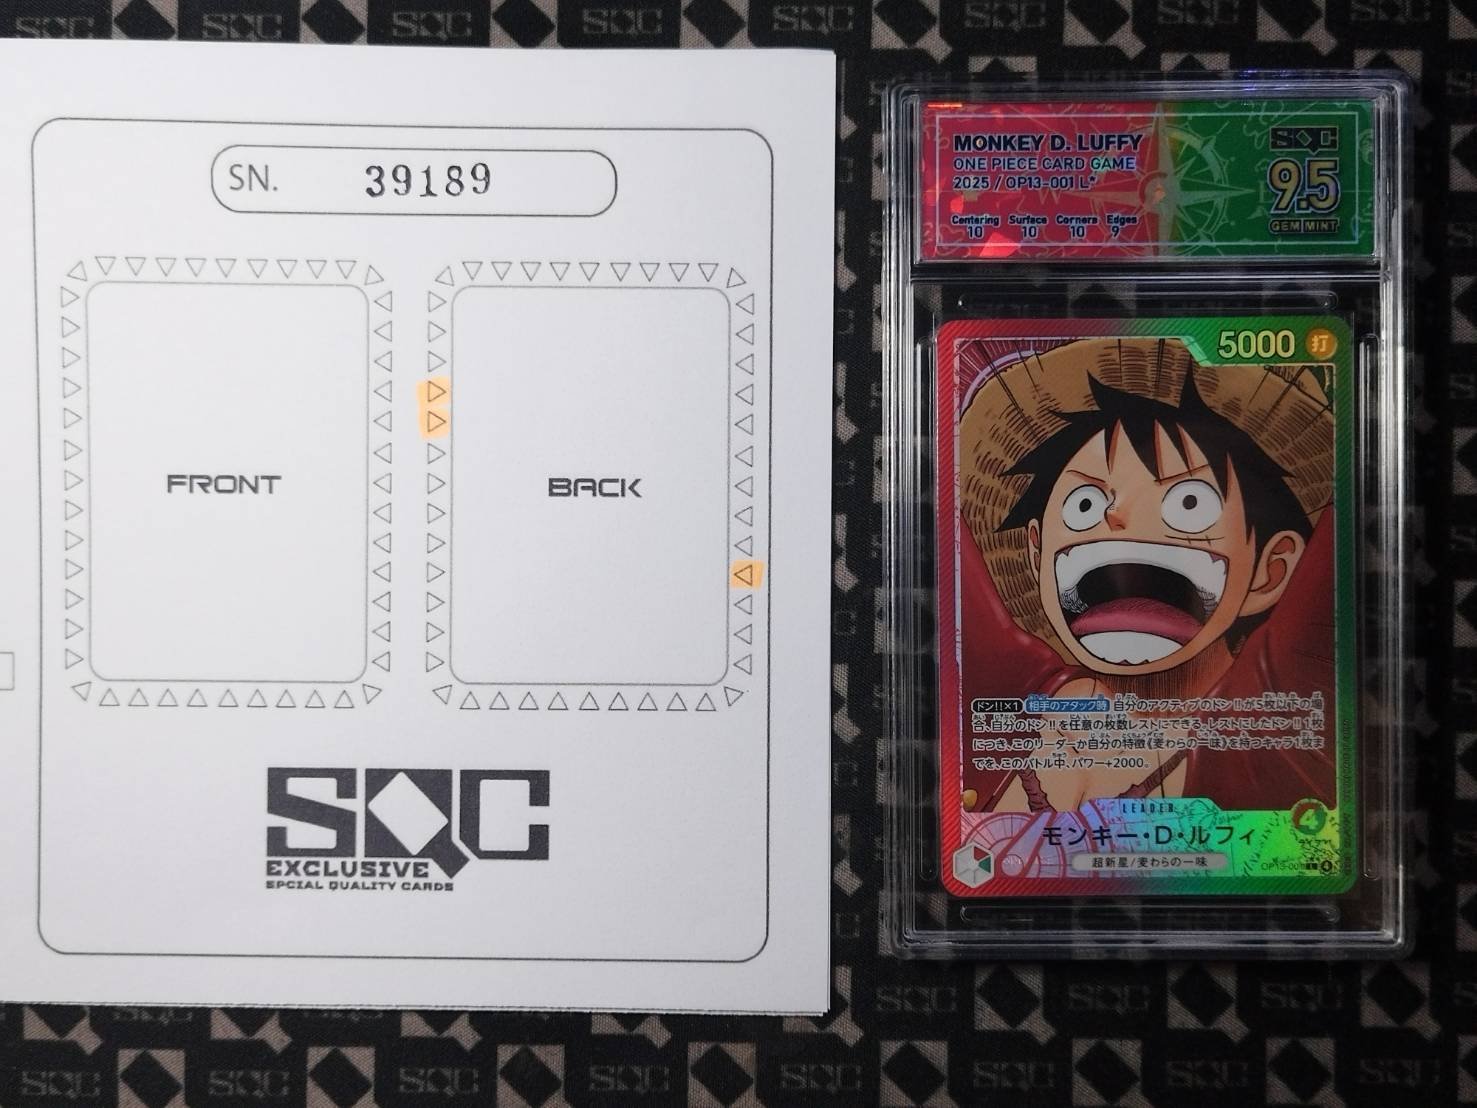 SN. 39189
FRONT
BACK
SQC
EXCLUSIVE
SPCIAL QUALITY CARDS
MONKEY D. LUFFY
ONE PIECE CARD GAME
2025 / OP13-001 L*
Centering Surface Corners Edges
10 10 10 9
SQC
9.5
GEM MINT
5000 打
ドン!!×1 相手のアタック時 自分のアクティブのドン!!が5枚以下の場
合、自分のドン!!を任意の枚数レストにできる。レストにしたドン!!1枚
につき、このリーダーか自分の特徴《麦わらの一味》を持つキャラ1枚ま
でを、このバトル中、パワー+2000。
LEADER
モンキー・D・ルフィ
4
超新星/麦わらの一味
OP13-001 L 4